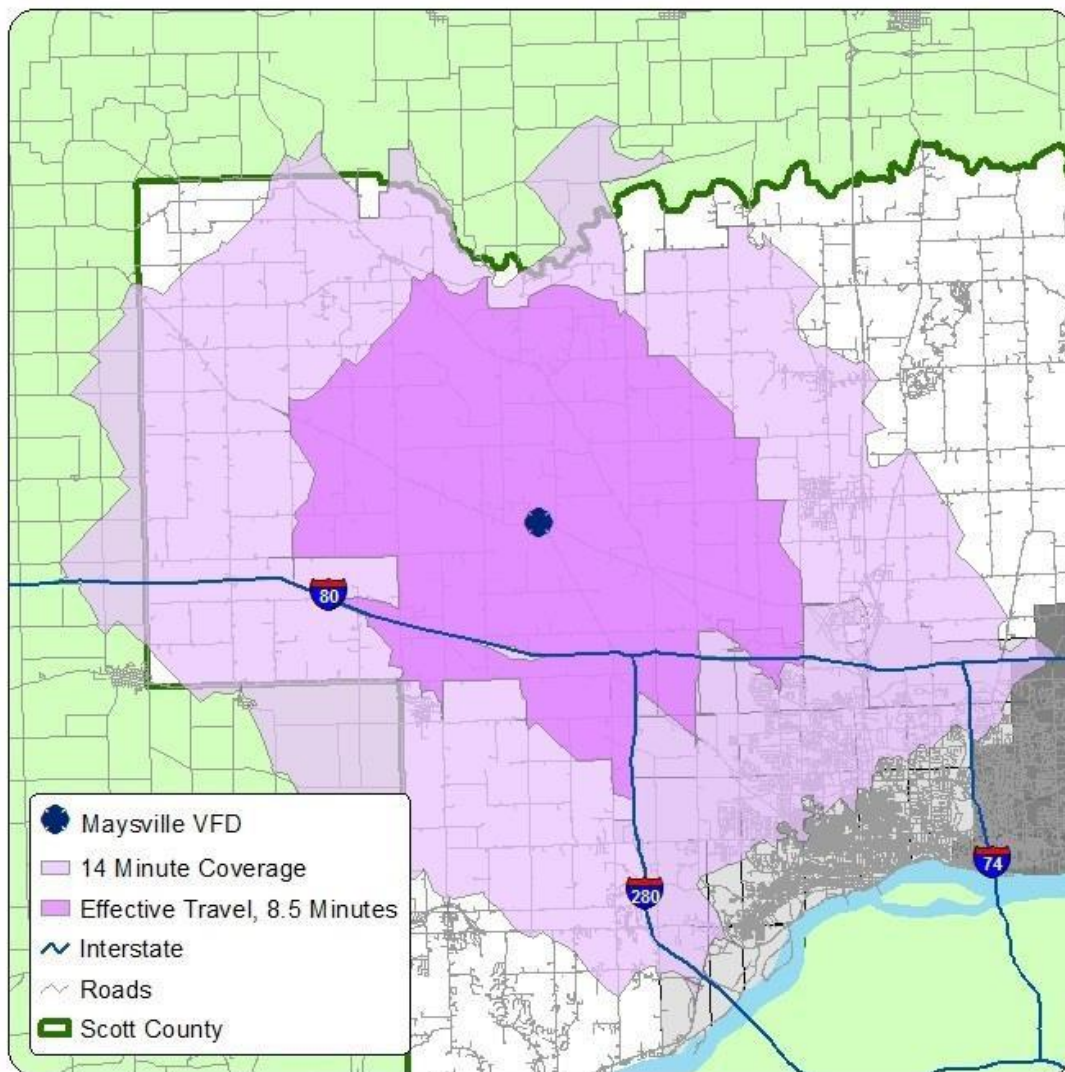 80
74
280
Maysville VFD
14 Minute Coverage
Effective Travel, 8.5 Minutes
Interstate
Roads
Scott County